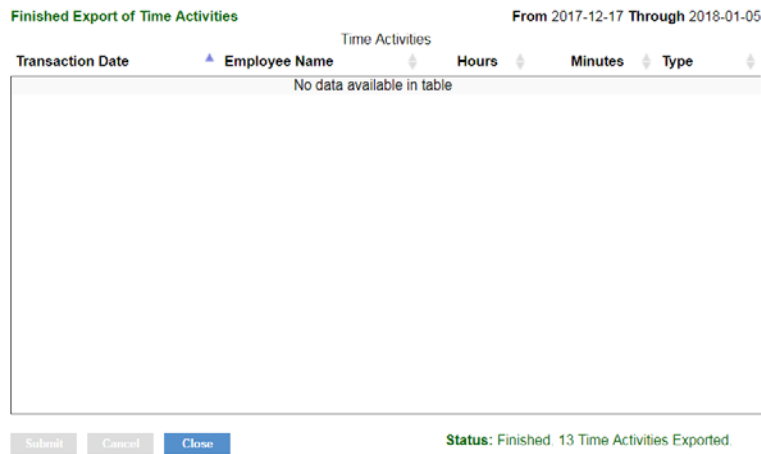 Finished Export of Time Activities From 2017-12-17 Through 2018-01-05
Time Activities
Transaction Date Employee Name Hours Minutes Type
No data available in table
Submit Cancel Close Status: Finished. 13 Time Activities Exported.